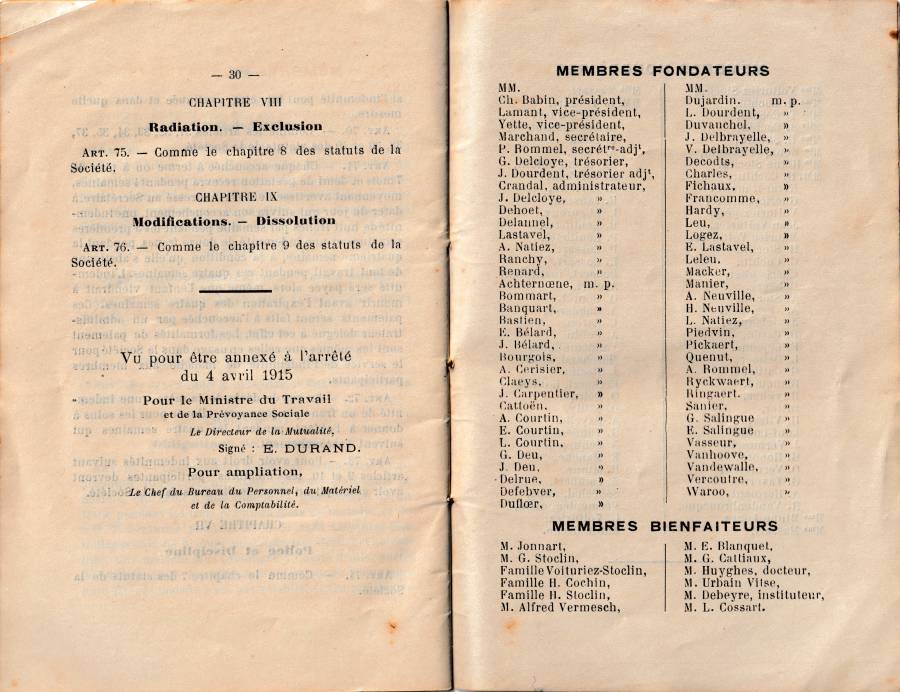 — 30 —
CHAPITRE VIII
Radiation. — Exclusion
ART. 75. — Comme le chapitre 8 des statuts de la
Société.
CHAPITRE IX
Modifications. — Dissolution
ART. 76. — Comme le chapitre 9 des statuts de la
Société.
Vu pour être annexé à l'arrêté
du 4 avril 1915
Pour le Ministre du Travail
et de la Prévoyance Sociale
Le Directeur de la Mutualité,
Signé : E. DURAND.
Pour ampliation,
Le Chef du Bureau du Personnel, du Matériel
et de la Comptabilité.
MEMBRES FONDATEURS
MM.
Ch. Babin, président,
Lamant, vice-président,
Yette, vice-président,
Marchand, secrétaire,
P. Rommel, secrétre-adjt,
G. Delcloye, trésorier,
J. Dourdent, trésorier adjt,
Crandal, administrateur,
J. Delcloye, »
Dehoet, »
Delannel, »
Lastavel, »
A. Natiez, »
Ranchy, »
Renard, »
Achternœne, m. p.
Bommart, »
Banquart, »
Bastien, »
E. Bélard, »
J. Bélard, »
Bourgois, »
A. Cerisier, »
Claeys, »
J. Carpentier, »
Cattoën, »
A. Courtin, »
E. Courtin, »
L. Courtin, »
G. Deu, »
J. Deu, »
Delrue, »
Defebver, »
Duflœr, »
MM.
Dujardin. m. p.
L. Dourdent, »
Duvanchel, »
J. Delbrayelle, »
V. Delbrayelle, »
Decodts, »
Charles, »
Fichaux, »
Francomme, »
Hardy, »
Leu, »
Logez, »
E. Lastavel, »
Leleu, »
Macker, »
Manier, »
A. Neuville, »
H. Neuville, »
L. Natiez, »
Piedvin, »
Pickaert, »
Quenut, »
A. Rommel, »
Ryckwaert, »
Ringaert. »
Sanier, »
G. Salingue »
E. Salingue »
Vasseur, »
Vanhoove, »
Vandewalle, »
Vercoutre, »
Waroo, »
MEMBRES BIENFAITEURS
M. Jonnart,
M. G. Stoclin,
Famille Voituriez-Stoclin,
Famille H. Cochin,
Famille H. Stoclin,
M. Alfred Vermesch,
M. E. Blanquet,
M. G. Cattiaux,
M. Huyghes, docteur,
M. Urbain Vitse,
M. Debeyre, instituteur,
M. L. Cossart.